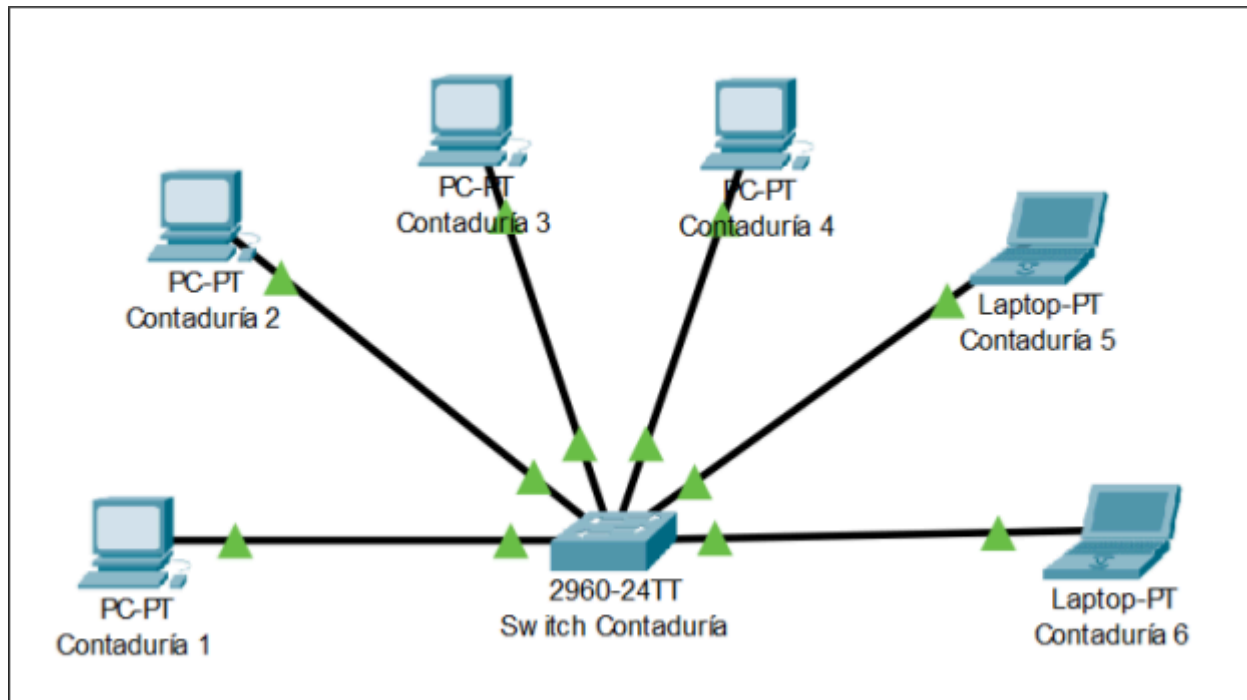 PC-PT
Contaduría 3
PC-PT
Contaduría 4
PC-PT
Contaduría 2
Laptop-PT
Contaduría 5
PC-PT
Contaduría 1
2960-24TT
Switch Contaduría
Laptop-PT
Contaduría 6